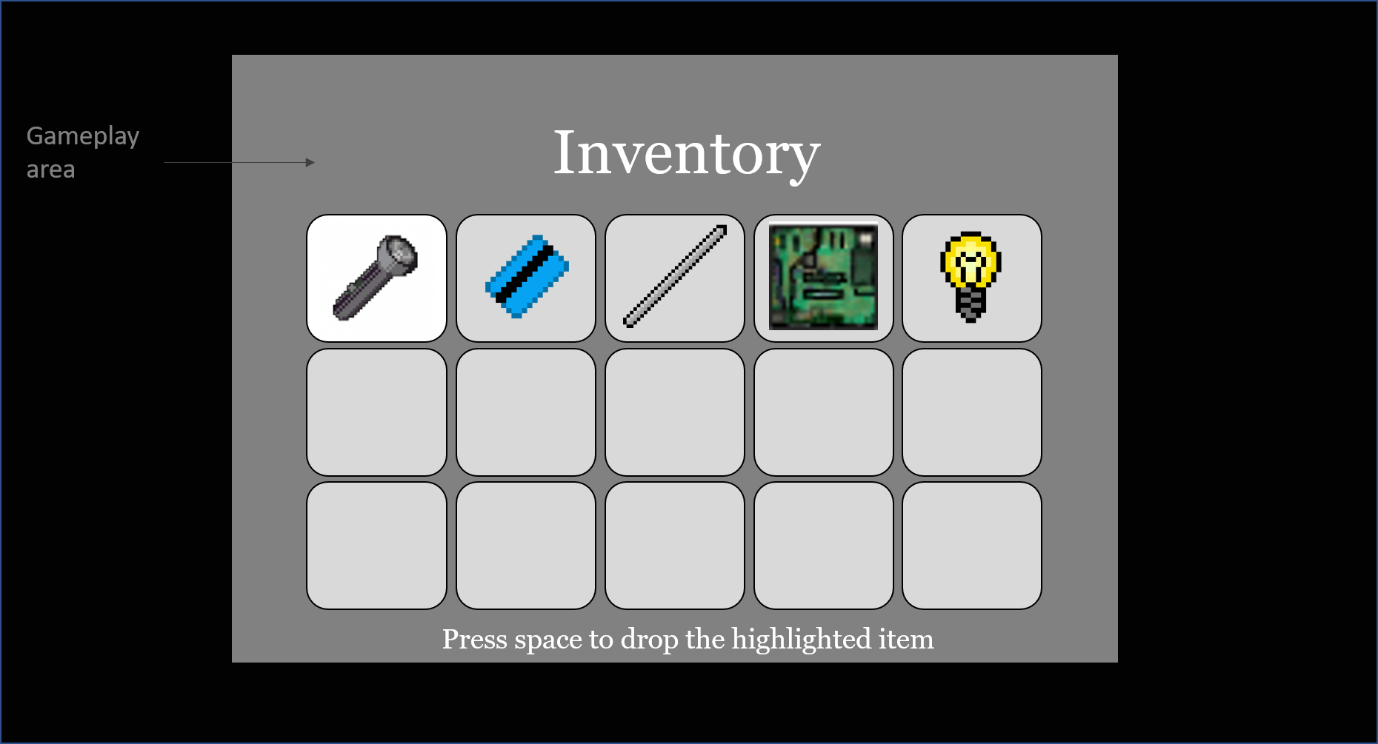 Gameplay
area
Inventory
Press space to drop the highlighted item